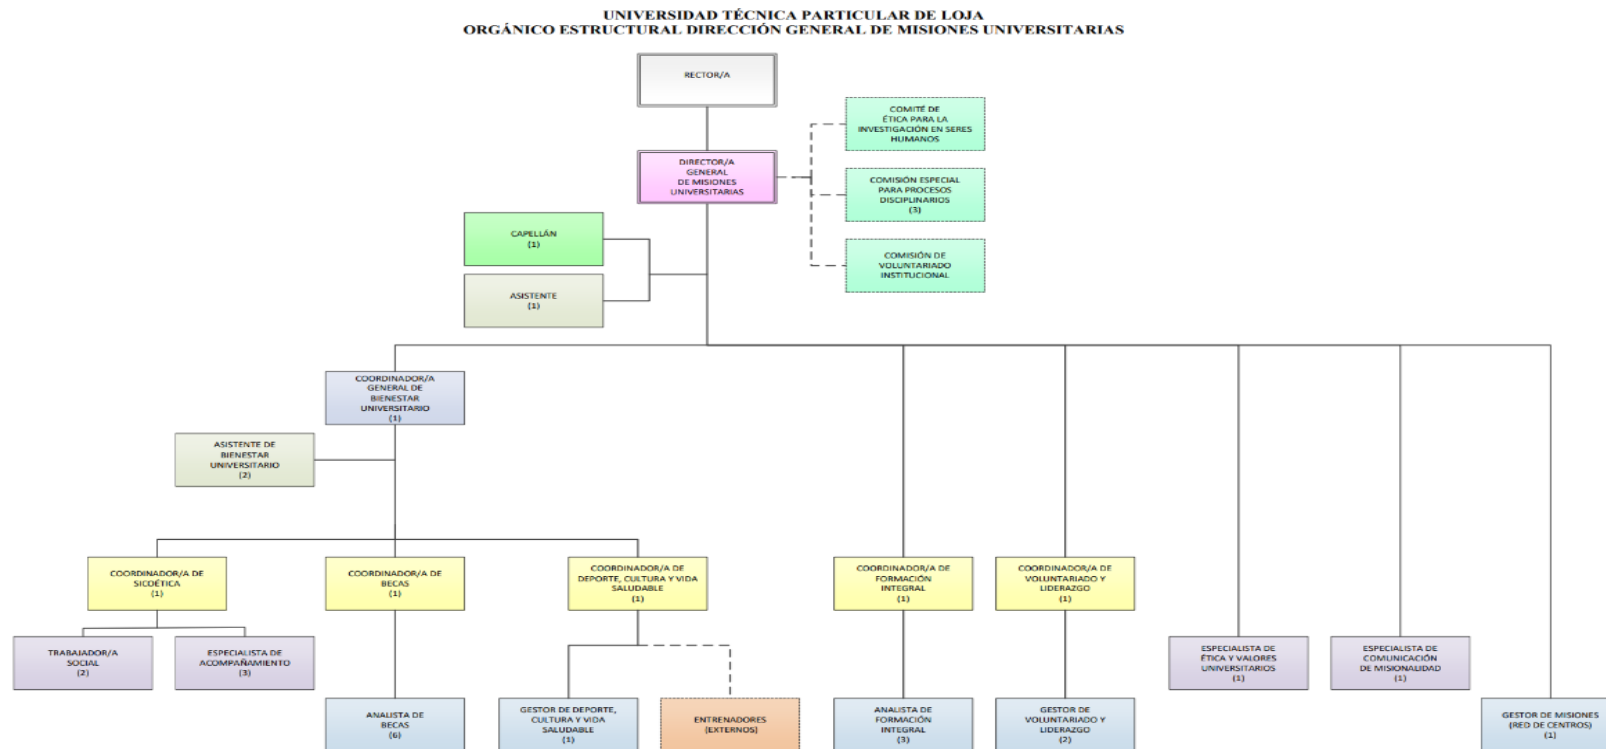 UNIVERSIDAD TÉCNICA PARTICULAR DE LOJA
ORGÁNICO ESTRUCTURAL DIRECCIÓN GENERAL DE MISIONES UNIVERSITARIAS
RECTOR/A
COMITÉ DE
ÉTICA PARA LA
INVESTIGACIÓN EN SERES
HUMANOS
DIRECTOR/A
GENERAL
DE MISIONES
UNIVERSITARIAS
COMISIÓN ESPECIAL
PARA PROCESOS
DISCIPLINARIOS
(3)
CAPELLÁN
(1)
COMISIÓN DE
VOLUNTARIADO
INSTITUCIONAL
ASISTENTE
(1)
COORDINADOR/A
GENERAL DE
BIENESTAR
UNIVERSITARIO
(1)
ASISTENTE DE
BIENESTAR
UNIVERSITARIO
(2)
COORDINADOR/A DE
SICOÉTICA
(1)
COORDINADOR/A DE
BECAS
(1)
COORDINADOR/A DE
DEPORTE, CULTURA Y VIDA
SALUDABLE
(1)
COORDINADOR/A DE
FORMACIÓN
INTEGRAL
(1)
COORDINADOR/A DE
VOLUNTARIADO Y
LIDERAZGO
(1)
TRABAJADOR/A
SOCIAL
(2)
ESPECIALISTA DE
ACOMPAÑAMIENTO
(3)
ESPECIALISTA DE
ÉTICA Y VALORES
UNIVERSITARIOS
(1)
ESPECIALISTA DE
COMUNICACIÓN
DE MISIONALIDAD
(1)
ANALISTA DE
BECAS
(6)
GESTOR DE DEPORTE,
CULTURA Y VIDA
SALUDABLE
(1)
ENTRENADORES
(EXTERNOS)
ANALISTA DE
FORMACIÓN
INTEGRAL
(3)
GESTOR DE
VOLUNTARIADO Y
LIDERAZGO
(2)
GESTOR DE MISIONES
(RED DE CENTROS)
(1)